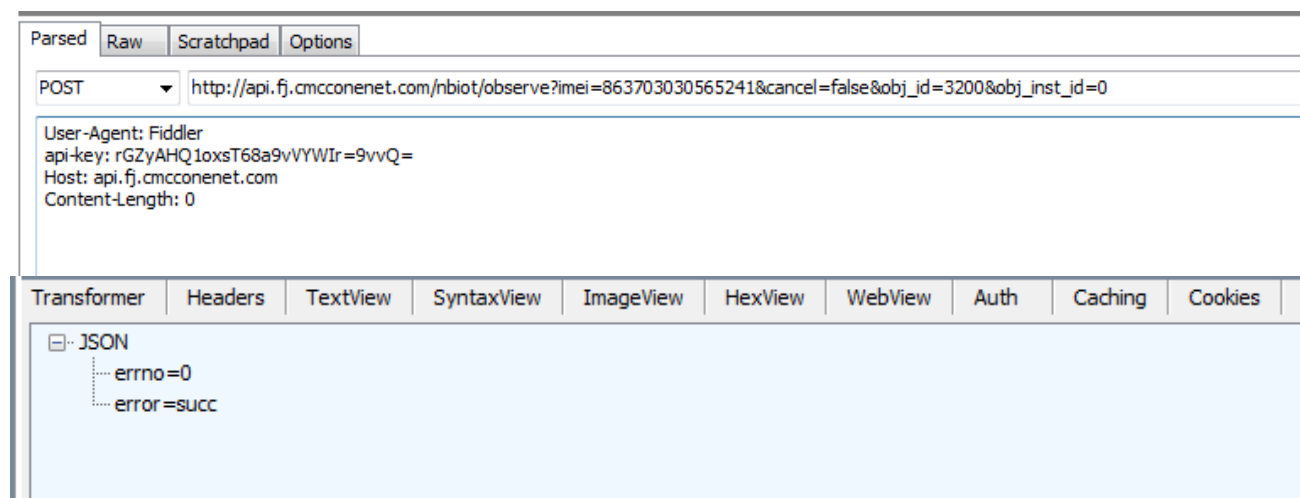 Parsed Raw Scratchpad Options
POST http://api.fj.cmcconenet.com/nbiot/observe?imei=863703030565241&cancel=false&obj_id=3200&obj_inst_id=0
User-Agent: Fiddler
api-key: rGZyAHQ1oxsT68a9vVYWIr=9vvQ=
Host: api.fj.cmcconenet.com
Content-Length: 0
Transformer Headers TextView SyntaxView ImageView HexView WebView Auth Caching Cookies
JSON
errno=0
error=succ